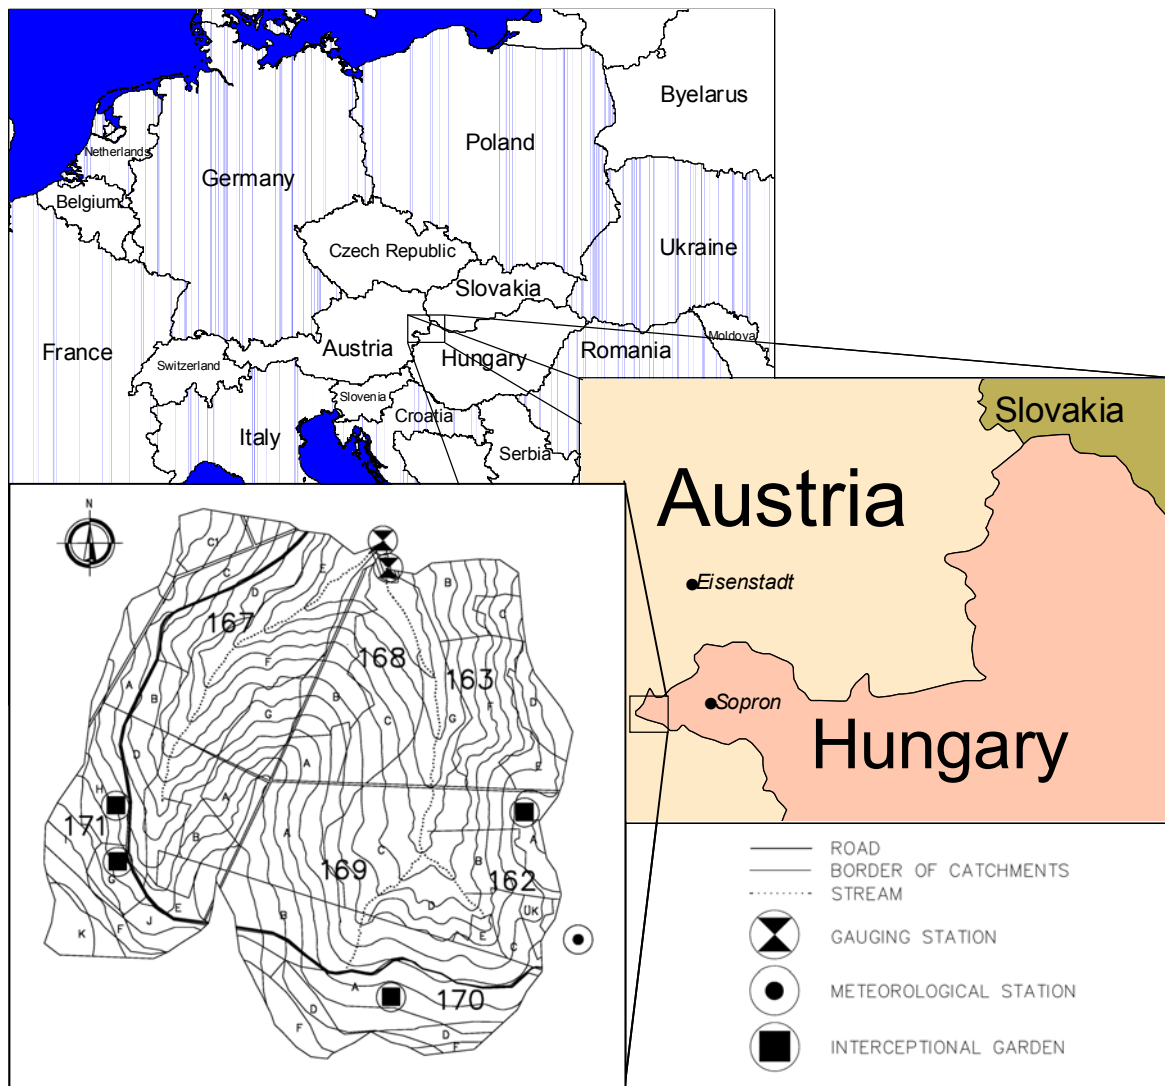 Byelarus
Poland
Netherlands
Germany
Belgium
Ukraine
Czech Republic
Slovakia
Moldova
France
Austria
Hungary
Romania
Switzerland
Slovenia
Croatia
Italy
Serbia
Slovakia
Austria
Eisenstadt
Sopron
Hungary
N
C1
C
E
B
D
C
167
F
168
163
A
B
B
D
G
C
G
F
D
A
E
H
A
171
B
A
C
B
A
169
162
G
E
D
UK
J
B
E
F
C
K
A
170
D
F
D
F
F
ROAD
BORDER OF CATCHMENTS
STREAM
GAUGING STATION
METEOROLOGICAL STATION
INTERCEPTIONAL GARDEN